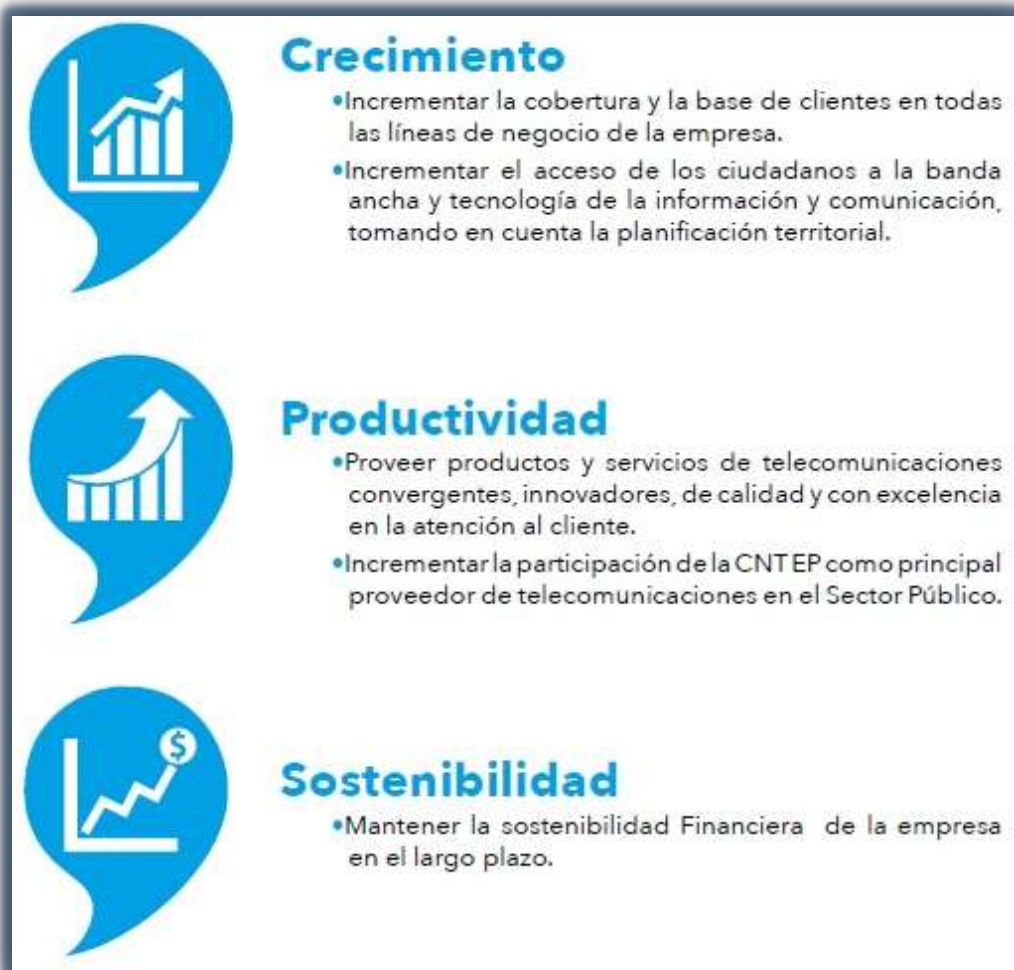 Crecimiento
•Incrementar la cobertura y la base de clientes en todas
las líneas de negocio de la empresa.
•Incrementar el acceso de los ciudadanos a la banda
ancha y tecnología de la información y comunicación,
tomando en cuenta la planificación territorial.
Productividad
•Proveer productos y servicios de telecomunicaciones
convergentes, innovadores, de calidad y con excelencia
en la atención al cliente.
•Incrementar la participación de la CNT EP como principal
proveedor de telecomunicaciones en el Sector Público.
$
Sostenibilidad
•Mantener la sostenibilidad Financiera de la empresa
en el largo plazo.